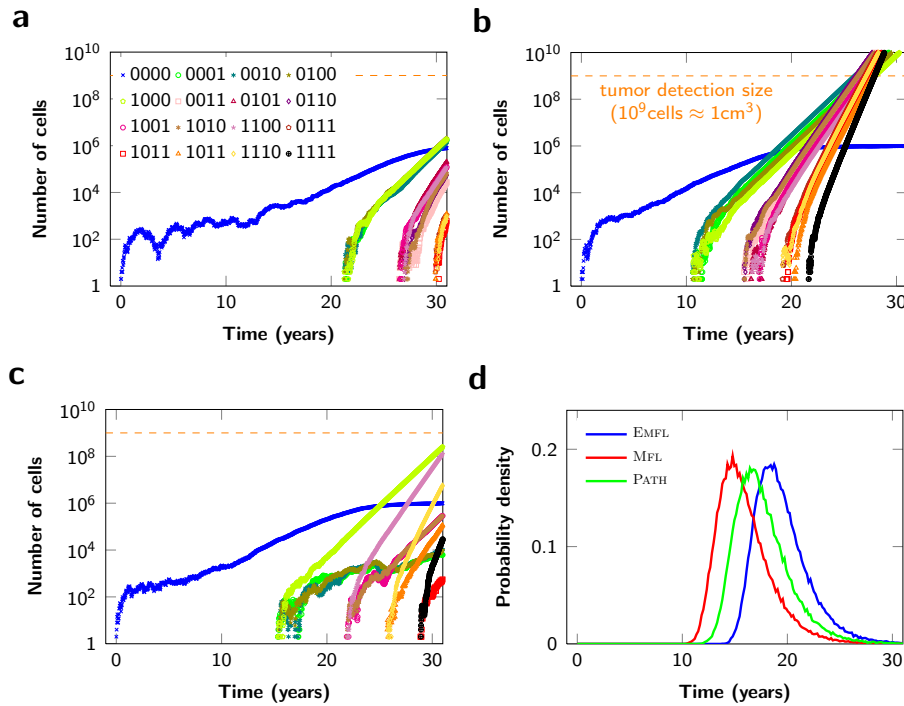 a
b
10^10
10^8
10^6
10^4
10^2
1
Number of cells
0000 0001 0010 0100
1000 0011 0101 0110
1001 1010 1100 0111
1011 1011 1110 1111
0 10 20 30
Time (years)
10^10
10^8
10^6
10^4
10^2
1
Number of cells
tumor detection size
(10^9cells ≈ 1cm^3)
0 10 20 30
Time (years)
c
d
10^10
10^8
10^6
10^4
10^2
1
Number of cells
0 10 20 30
Time (years)
0.2
0.1
0
Probability density
EMFL
MFL
PATH
0 10 20 30
Time (years)